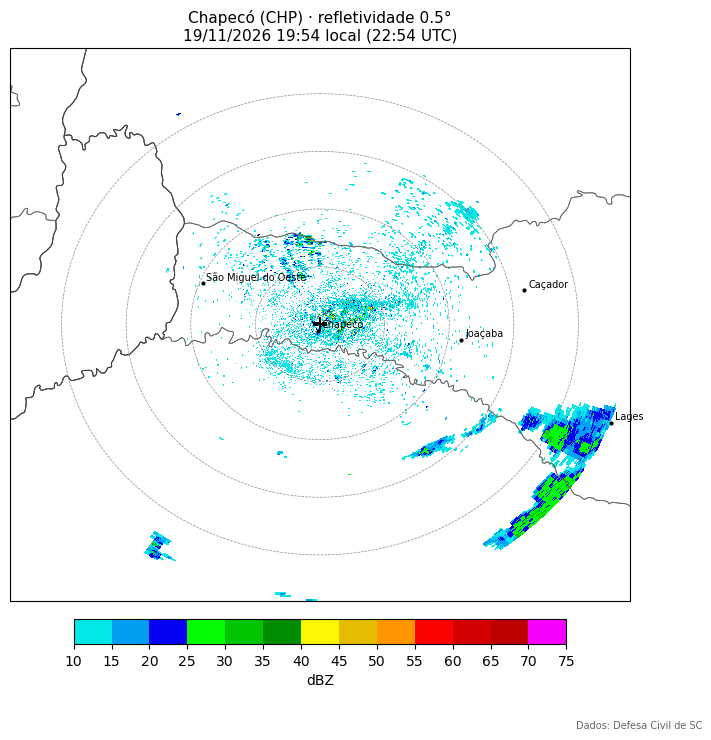 Chapecó (CHP) · refletividade 0.5°
19/11/2026 19:54 local (22:54 UTC)
São Miguel do Oeste
Caçador
Chapecó
Joaçaba
Lages
10 15 20 25 30 35 40 45 50 55 60 65 70 75
dBZ
Dados: Defesa Civil de SC